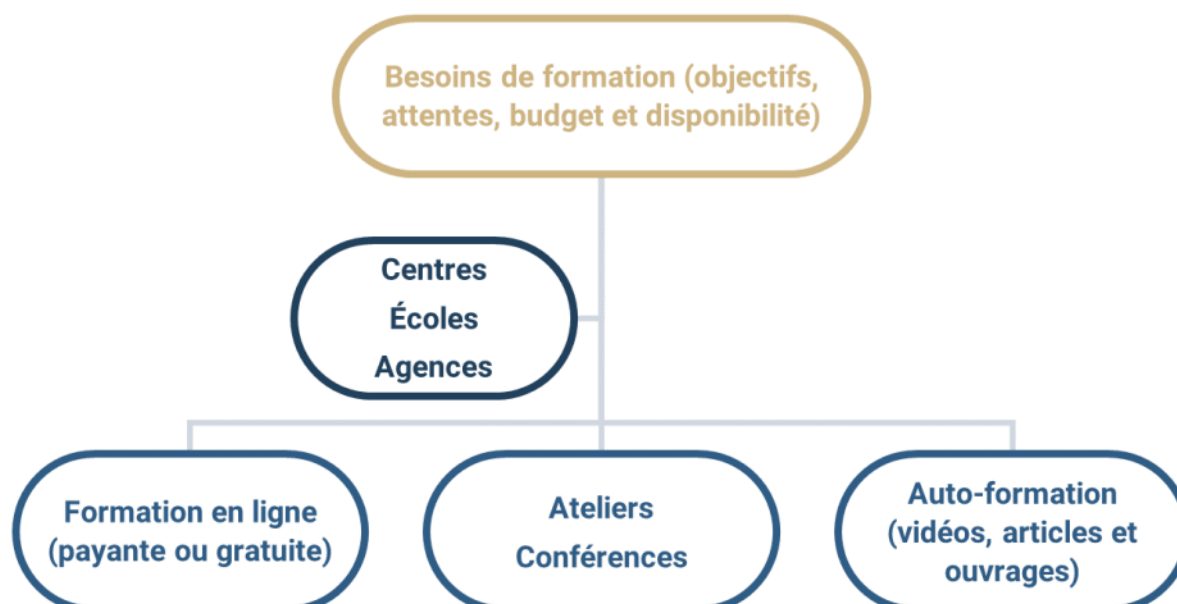 Besoins de formation (objectifs,
attentes, budget et disponibilité)
Centres
Écoles
Agences
Formation en ligne
(payante ou gratuite)
Ateliers
Conférences
Auto-formation
(vidéos, articles et
ouvrages)